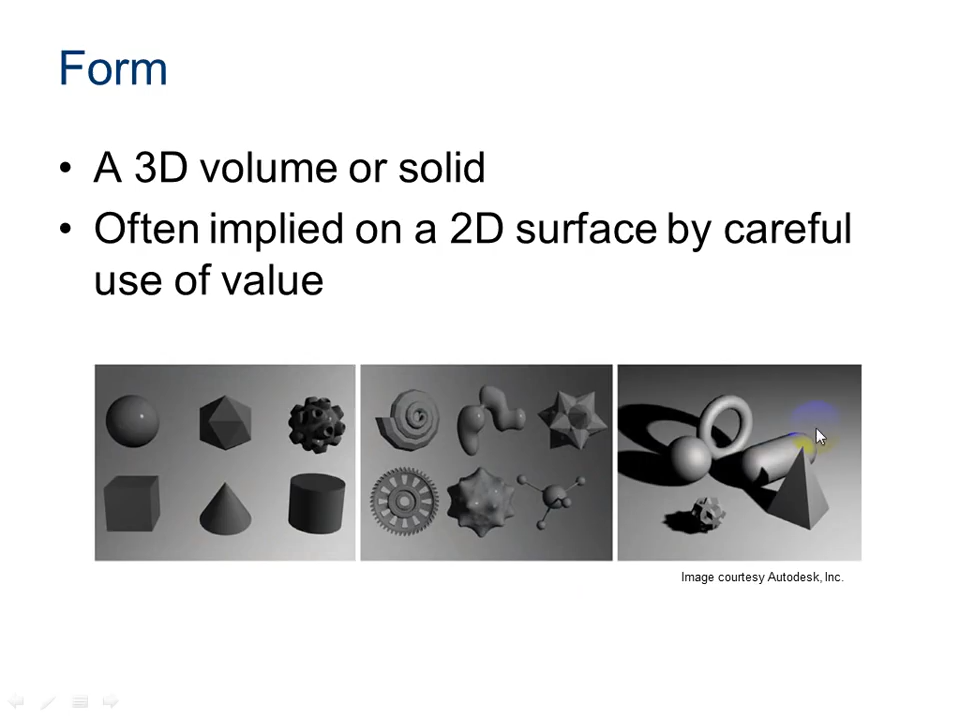 Form
• A 3D volume or solid
• Often implied on a 2D surface by careful
use of value
Image courtesy Autodesk, Inc.